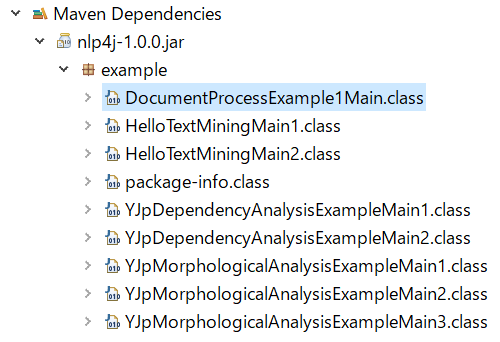 Maven Dependencies
nlp4j-1.0.0.jar
example
DocumentProcessExample1Main.class
HelloTextMiningMain1.class
HelloTextMiningMain2.class
package-info.class
YJpDependencyAnalysisExampleMain1.class
YJpDependencyAnalysisExampleMain2.class
YJpMorphologicalAnalysisExampleMain1.class
YJpMorphologicalAnalysisExampleMain2.class
YJpMorphologicalAnalysisExampleMain3.class